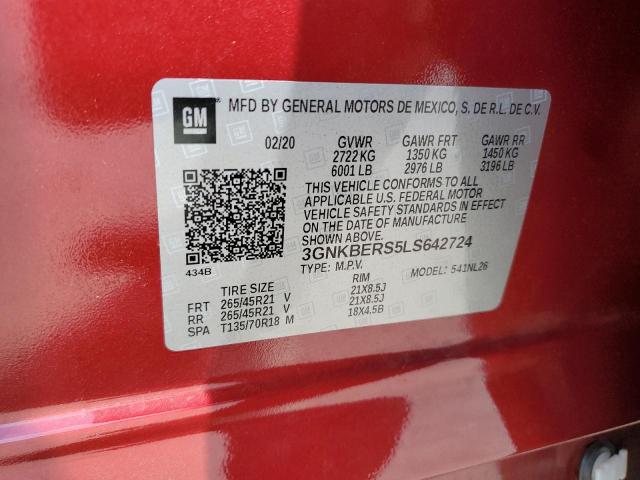 GM
MFD BY GENERAL MOTORS DE MEXICO, S. DE R.L. DE C.V.
02/20 GVWR GAWR FRT GAWR RR
2722 KG 1350 KG 1450 KG
6001 LB 2976 LB 3196 LB
THIS VEHICLE CONFORMS TO ALL
APPLICABLE U.S. FEDERAL MOTOR
VEHICLE SAFETY STANDARDS IN EFFECT
ON THE DATE OF MANUFACTURE
SHOWN ABOVE.
3GNKBERS5LS642724
434B TYPE: M.P.V. MODEL: 541NL26
TIRE SIZE RIM
FRT 265/45R21 V 21X8.5J
RR 265/45R21 V 21X8.5J
SPA T135/70R18 M 18X4.5B